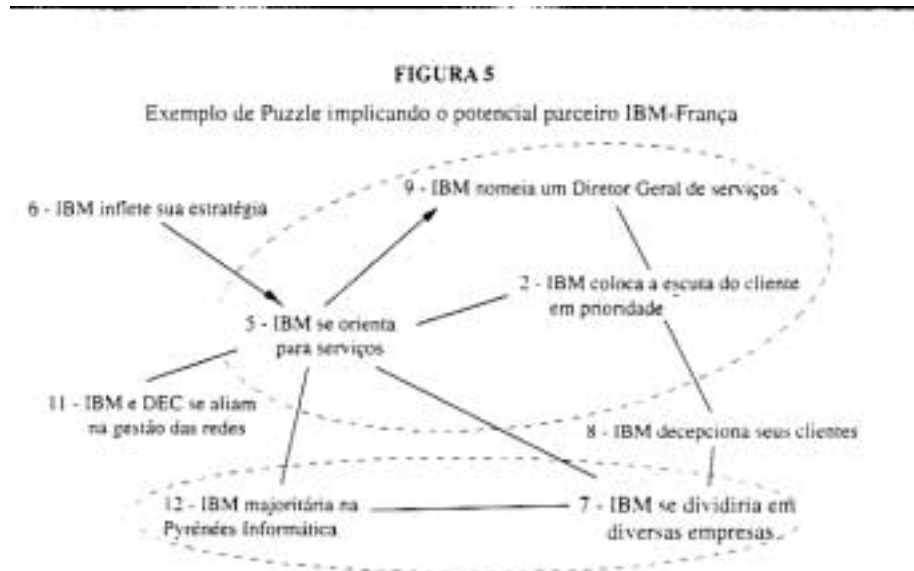 FIGURA 5
Exemplo de Puzzle implicando o potencial parceiro IBM-França
9 - IBM nomeia um Diretor Geral de serviços
6 - IBM inflete sua estratégia
2 - IBM coloca a escuta do cliente
em prioridade
5 - IBM se orienta
para serviços
11 - IBM e DEC se aliam
na gestão das redes
8 - IBM decepciona seus clientes
12 - IBM majoritária na
Pyrénées Informática
7 - IBM se dividiria em
diversas empresas